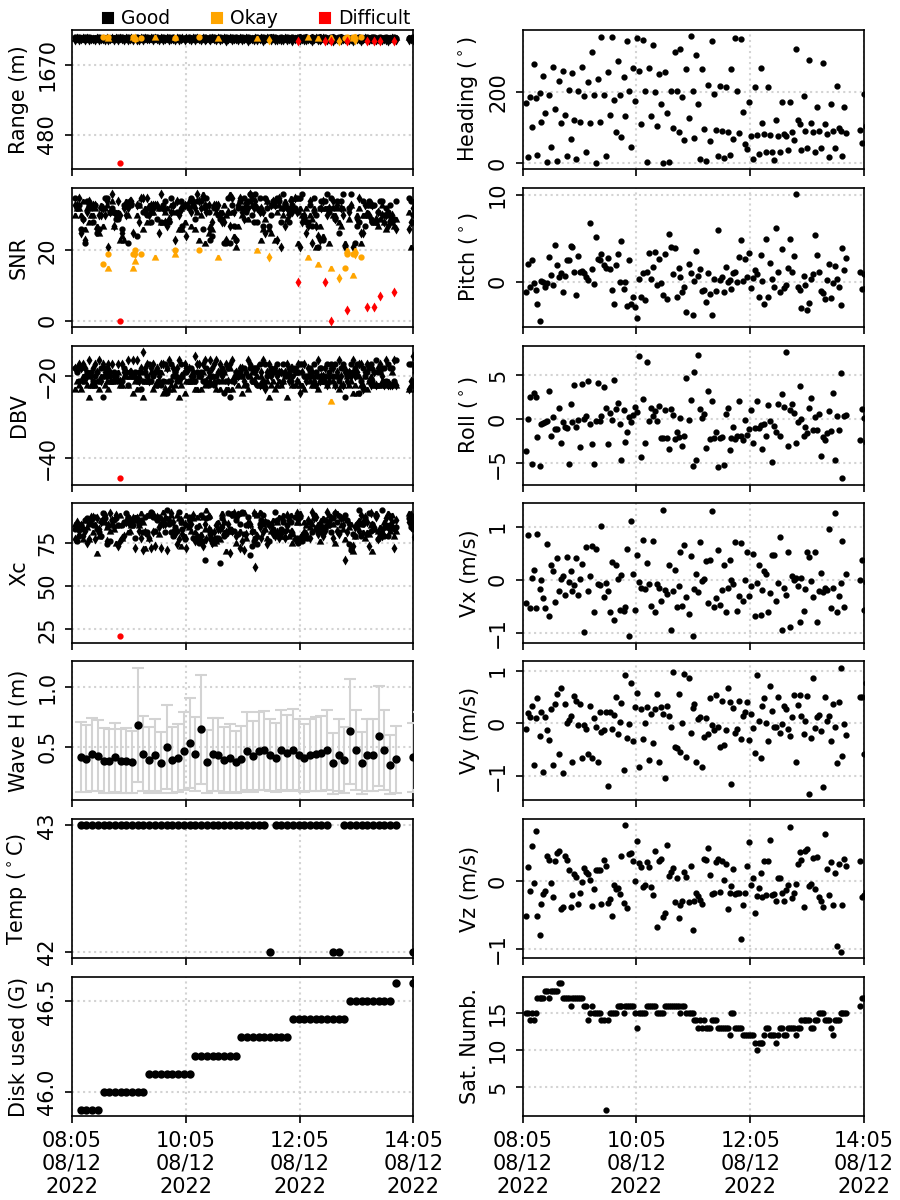 Good Okay Difficult
Range (m)
1670
480
Heading (°)
200
0
SNR
20
0
Pitch (°)
10
0
DBV
−20
−40
Roll (°)
5
0
−5
Xc
75
50
25
Vx (m/s)
1
0
−1
Wave H (m)
1.0
0.5
Vy (m/s)
1
0
−1
Temp (°C)
43
42
Vz (m/s)
0
−1
Disk used (G)
46.5
46.0
Sat. Numb.
15
10
5
08:05 10:05 12:05 14:05 08:05 10:05 12:05 14:05
08/12 08/12 08/12 08/12 08/12 08/12 08/12 08/12
2022 2022 2022 2022 2022 2022 2022 2022